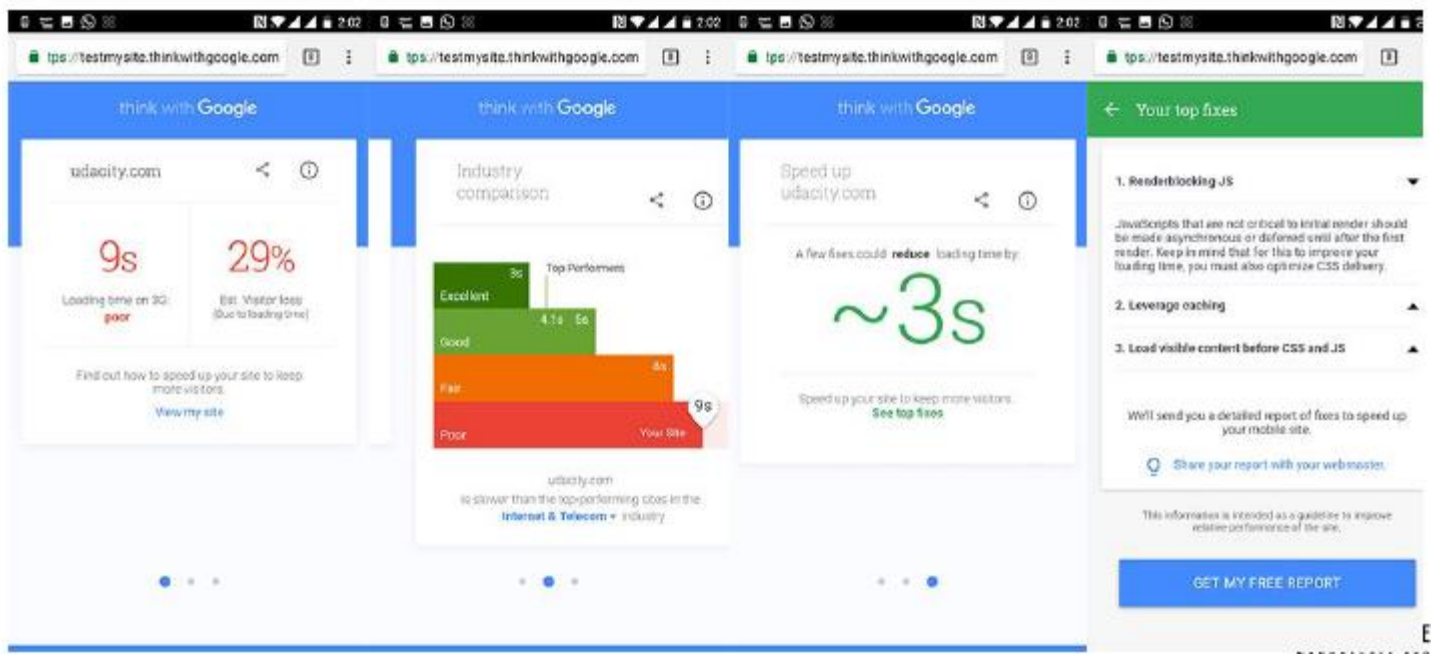 2:02
tps://testmysite.thinkwithgoogle.com
think with Google
udacity.com
9s
Loading time on 3G:
poor
29%
Est. Visitor loss
(Due to loading time)
Find out how to speed up your site to keep
more visitors.
View my site
2:02
tps://testmysite.thinkwithgoogle.com
think with Google
Industry
comparison
3s
Top Performers
Excellent
4.1s 5s
Good
Fair
9s
Poor
Your Site
udacity.com
is slower than the top-performing sites in the
Internet & Telecom industry
2:02
tps://testmysite.thinkwithgoogle.com
think with Google
Speed up
udacity.com
A few fixes could reduce loading time by
~3s
Speed up your site to keep more visitors.
See top fixes
tps://testmysite.thinkwithgoogle.com
Your top fixes
1. Renderblocking JS
JavaScripts that are not critical to initial render should
be made asynchronous or deferred until after the first
render. Keep in mind that for this to improve your
loading time, you must also optimize CSS delivery.
2. Leverage caching
3. Load visible content before CSS and JS
We'll send you a detailed report of fixes to speed up
your mobile site.
Share your report with your webmaster.
This information is intended as a guideline to improve
relative performance of the site.
GET MY FREE REPORT
E